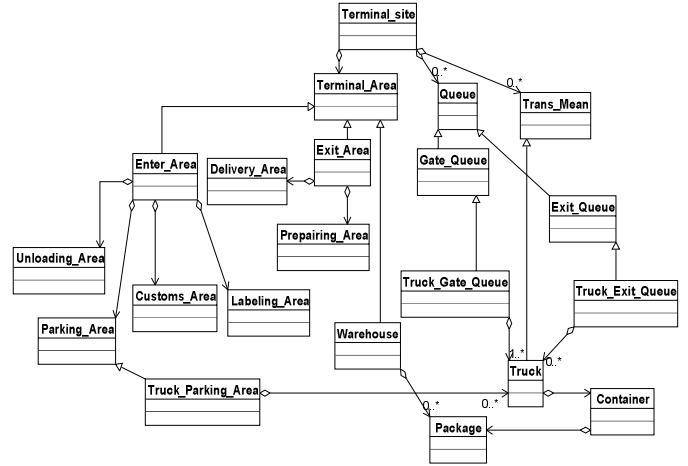 Terminal_site
0..*
0..*
Terminal_Area
Queue
Trans_Mean
Enter_Area
Delivery_Area
Exit_Area
Gate_Queue
Exit_Queue
Prepairing_Area
Unloading_Area
Customs_Area
Labeling_Area
Truck_Gate_Queue
Truck_Exit_Queue
Parking_Area
Warehouse
1..*
0..*
Truck
Truck_Parking_Area
0..*
0..*
Container
Package